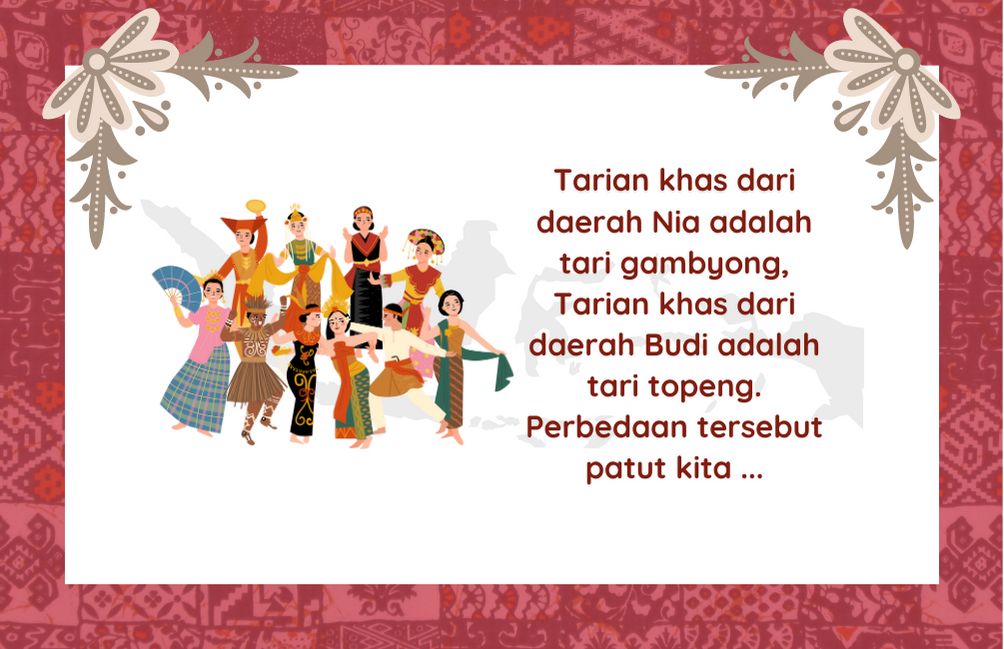 Tarian khas dari
daerah Nia adalah
tari gambyong,
Tarian khas dari
daerah Budi adalah
tari topeng.
Perbedaan tersebut
patut kita ...